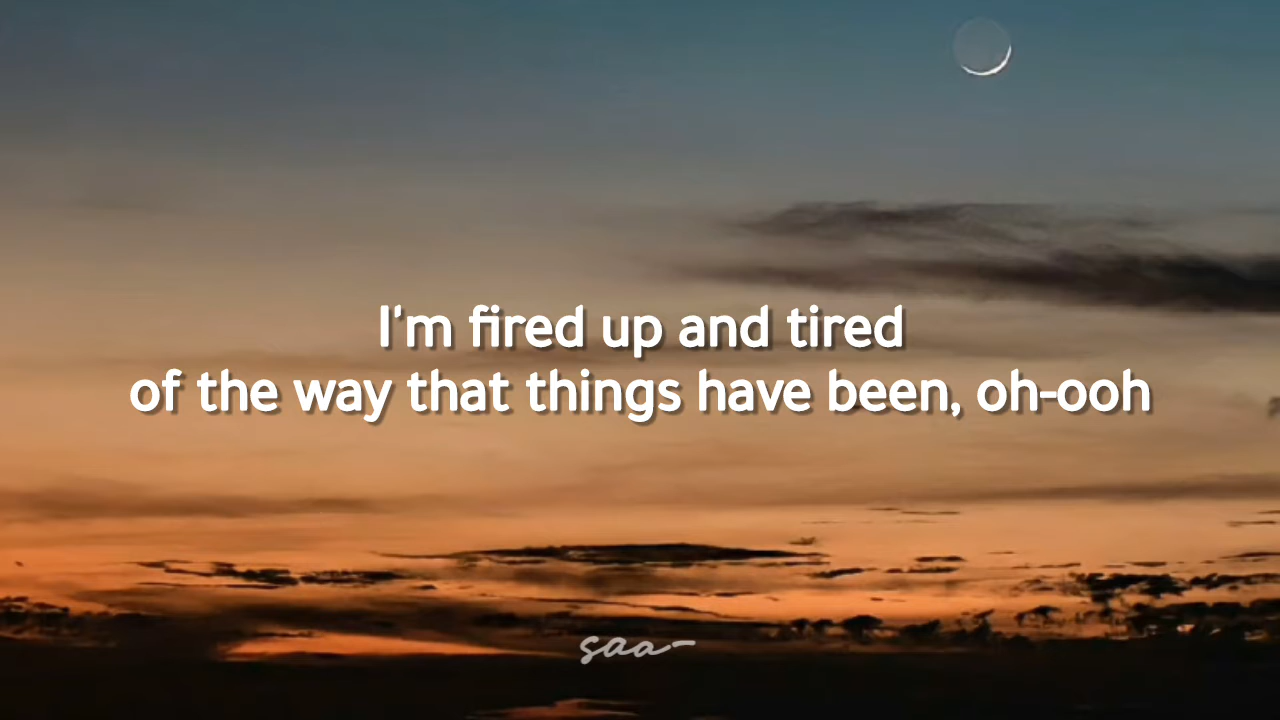 I'm fired up and tired
of the way that things have been, oh-ooh
saa-